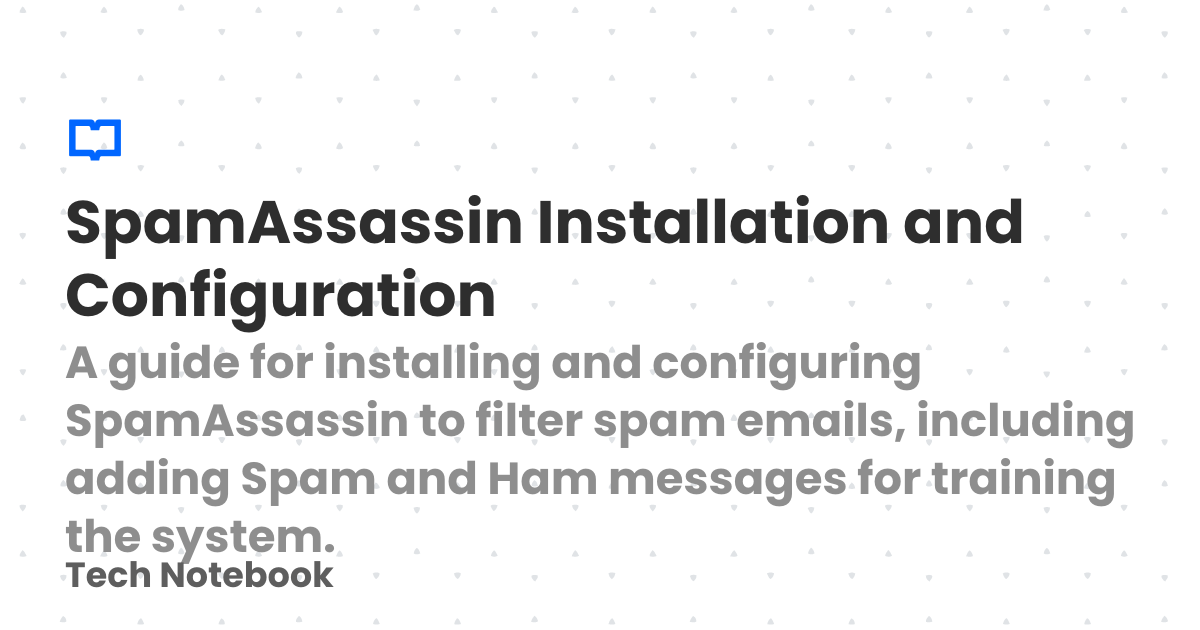 SpamAssassin Installation and
Configuration
A guide for installing and configuring
SpamAssassin to filter spam emails, including
adding Spam and Ham messages for training
the system.
Tech Notebook